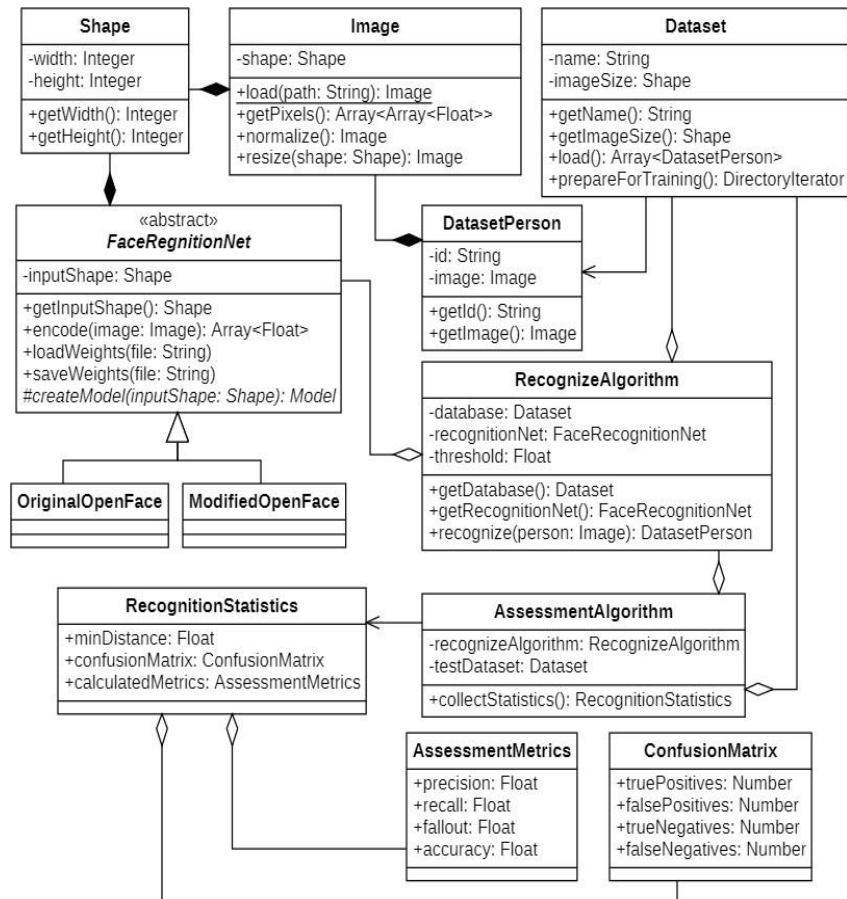 Shape
-width: Integer
-height: Integer
+getWidth(): Integer
+getHeight(): Integer
Image
-shape: Shape
+load(path: String): Image
+getPixels(): Array<Array<Float>>
+normalize(): Image
+resize(shape: Shape): Image
Dataset
-name: String
-imageSize: Shape
+getName(): String
+getImageSize(): Shape
+load(): Array<DatasetPerson>
+prepareForTraining(): DirectoryIterator
«abstract»
FaceRegnitionNet
-inputShape: Shape
+getInputShape(): Shape
+encode(image: Image): Array<Float>
+loadWeights(file: String)
+saveWeights(file: String)
#createModel(inputShape: Shape): Model
DatasetPerson
-id: String
-image: Image
+getId(): String
+getImage(): Image
RecognizeAlgorithm
-database: Dataset
-recognitionNet: FaceRecognitionNet
-threshold: Float
+getDatabase(): Dataset
+getRecognitionNet(): FaceRecognitionNet
+recognize(person: Image): DatasetPerson
OriginalOpenFace
ModifiedOpenFace
RecognitionStatistics
+minDistance: Float
+confusionMatrix: ConfusionMatrix
+calculatedMetrics: AssessmentMetrics
AssessmentAlgorithm
-recognizeAlgorithm: RecognizeAlgorithm
-testDataset: Dataset
+collectStatistics(): RecognitionStatistics
AssessmentMetrics
+precision: Float
+recall: Float
+fallout: Float
+accuracy: Float
ConfusionMatrix
+truePositives: Number
+falsePositives: Number
+trueNegatives: Number
+falseNegatives: Number